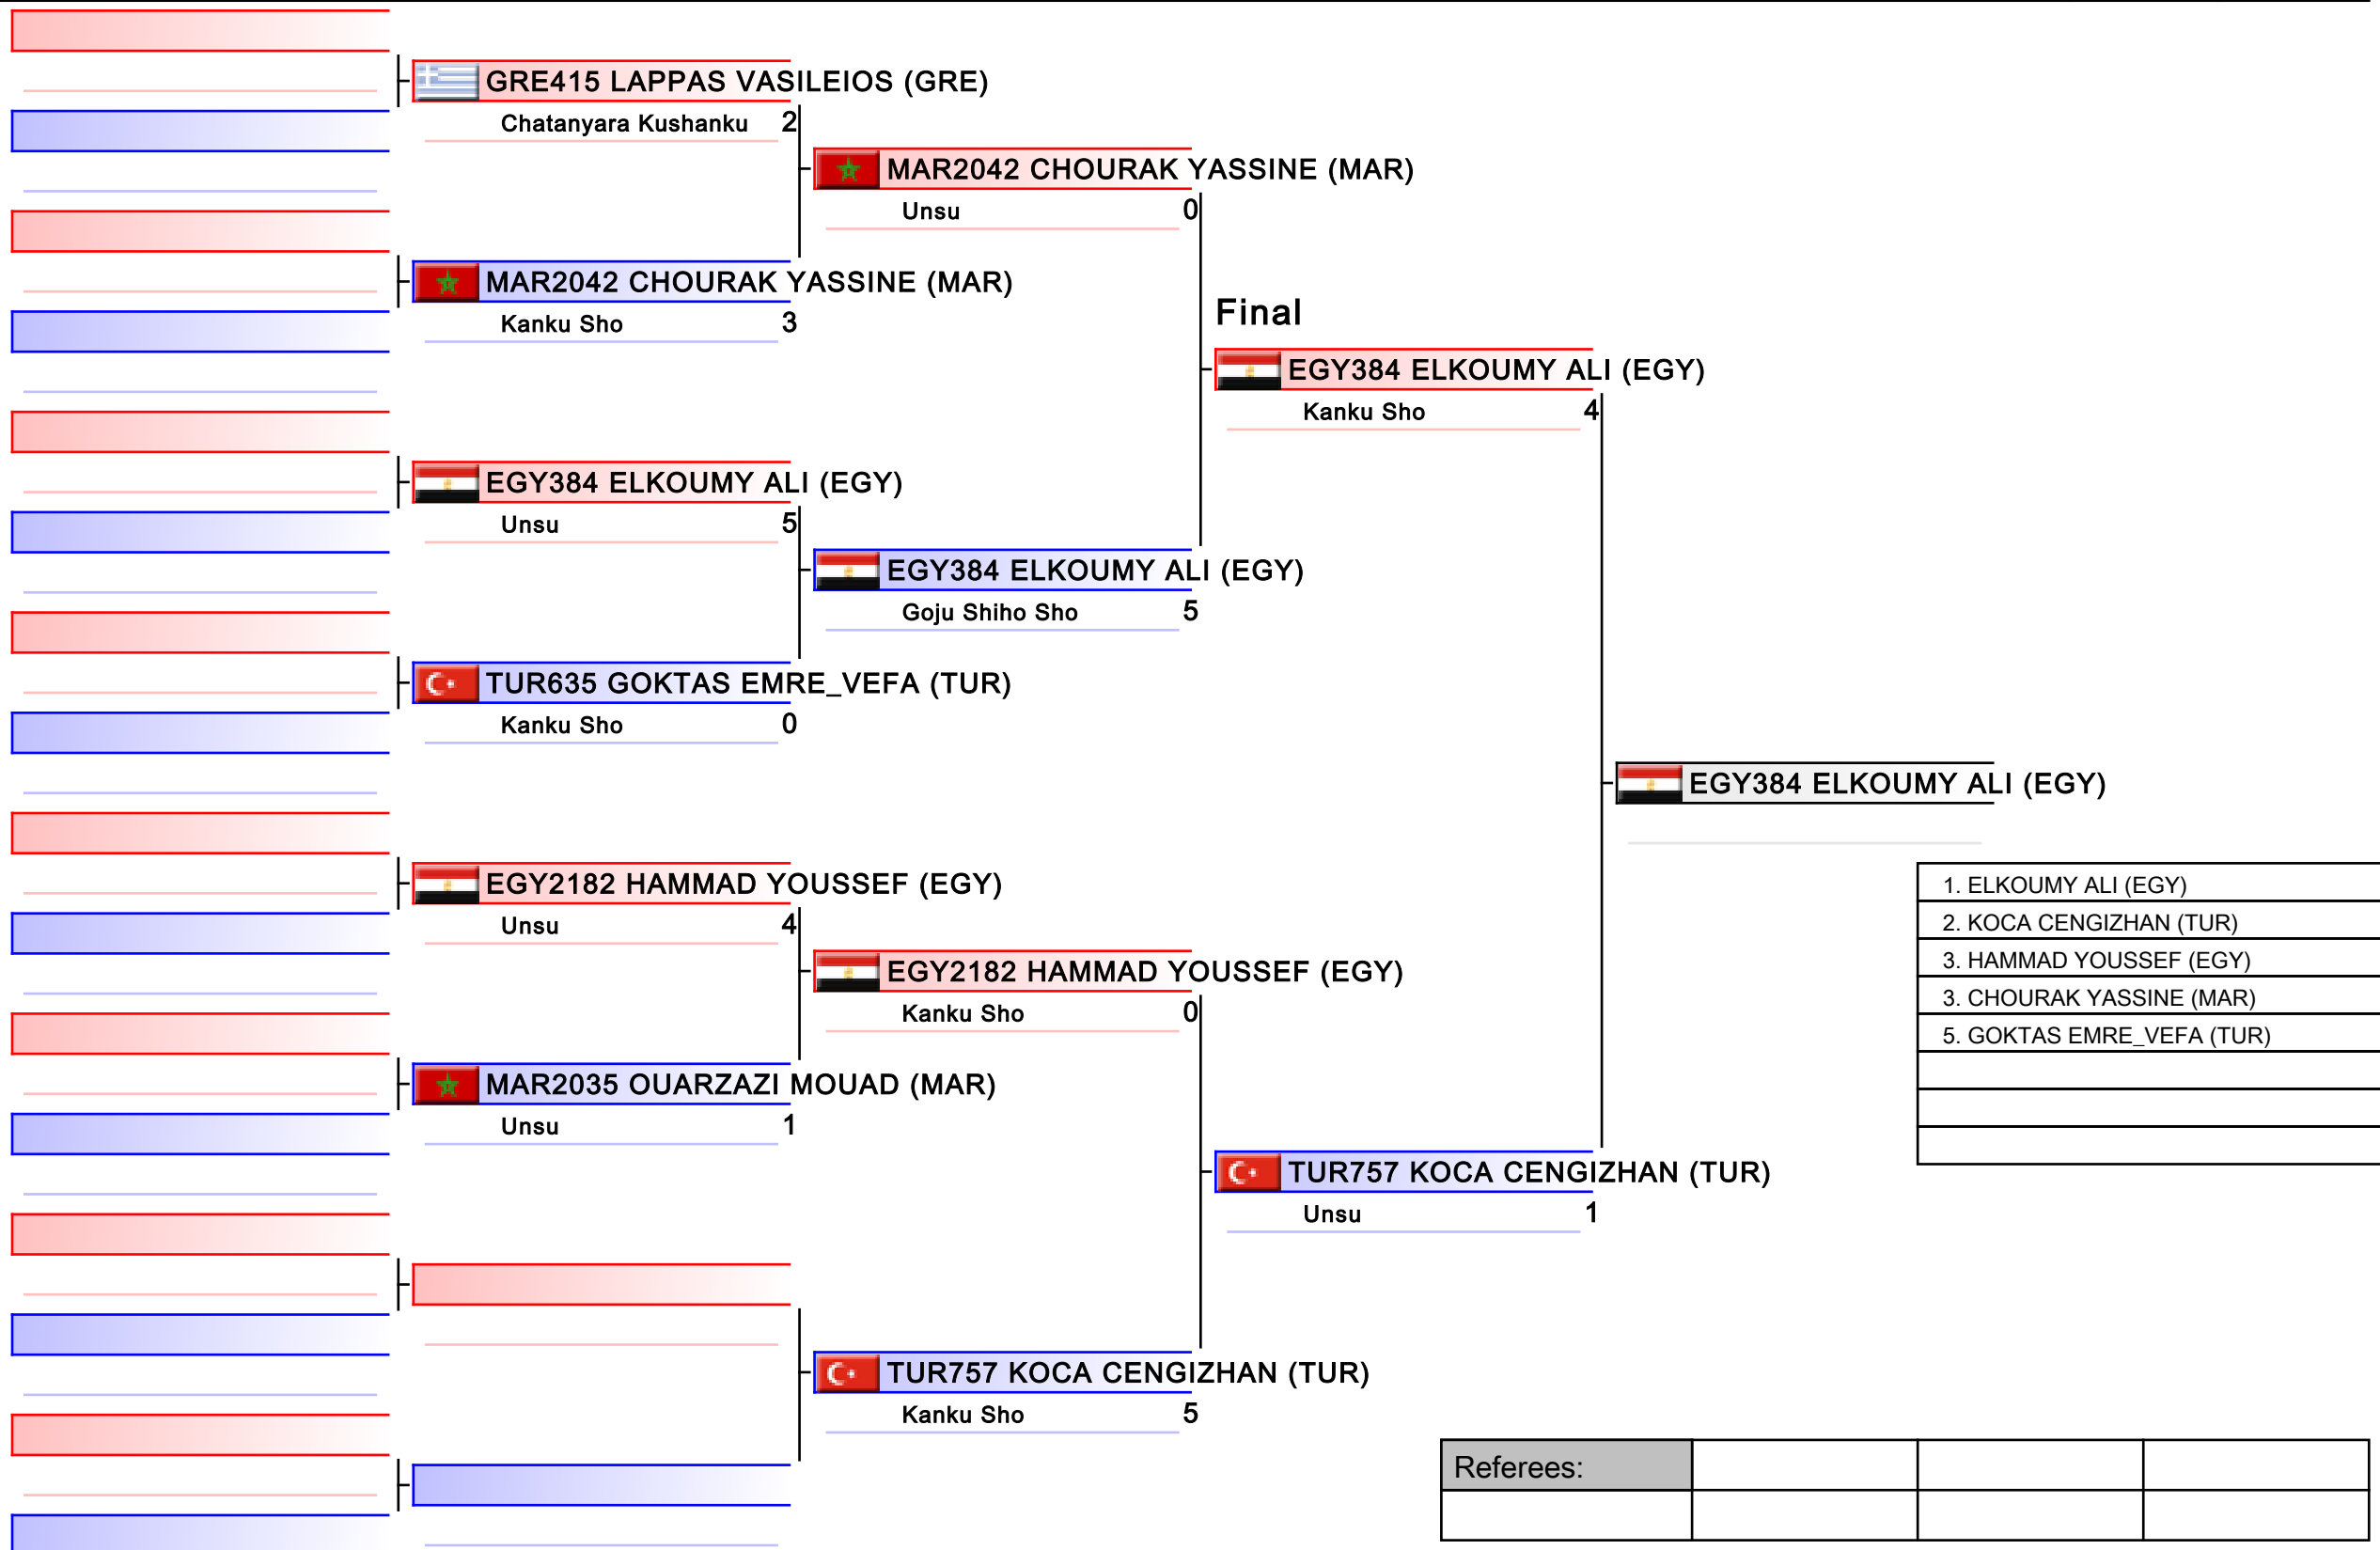 GRE415 LAPPAS VASILEIOS (GRE)
Chatanyara Kushanku 2
MAR2042 CHOURAK YASSINE (MAR)
Unsu 0
MAR2042 CHOURAK YASSINE (MAR)
Kanku Sho 3
Final
EGY384 ELKOUMY ALI (EGY)
Kanku Sho 4
EGY384 ELKOUMY ALI (EGY)
Unsu 5
EGY384 ELKOUMY ALI (EGY)
Goju Shiho Sho 5
TUR635 GOKTAS EMRE_VEFA (TUR)
Kanku Sho 0
EGY384 ELKOUMY ALI (EGY)
EGY2182 HAMMAD YOUSSEF (EGY)
Unsu 4
EGY2182 HAMMAD YOUSSEF (EGY)
Kanku Sho 0
MAR2035 OUARZAZI MOUAD (MAR)
Unsu 1
TUR757 KOCA CENGIZHAN (TUR)
Unsu 1
TUR757 KOCA CENGIZHAN (TUR)
Kanku Sho 5
1. ELKOUMY ALI (EGY)
2. KOCA CENGIZHAN (TUR)
3. HAMMAD YOUSSEF (EGY)
3. CHOURAK YASSINE (MAR)
5. GOKTAS EMRE_VEFA (TUR)
Referees: